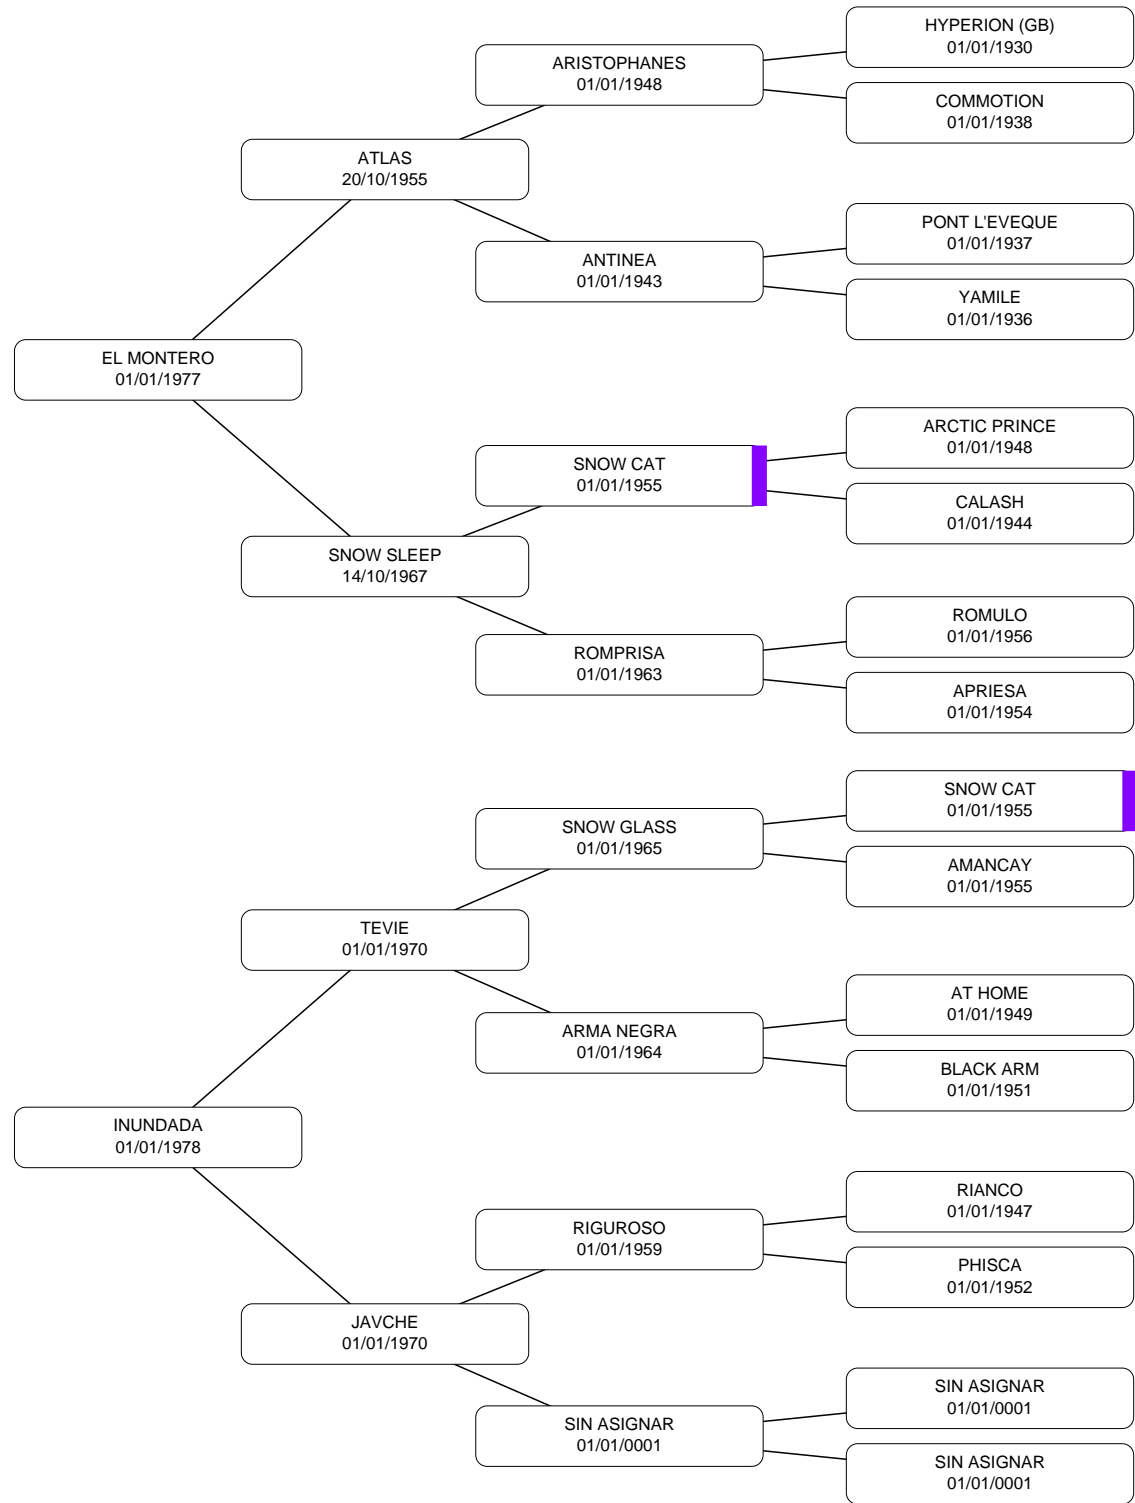 HYPERION (GB)
01/01/1930
ARISTOPHANES
01/01/1948
COMMOTION
01/01/1938
ATLAS
20/10/1955
PONT L'EVEQUE
01/01/1937
ANTINEA
01/01/1943
YAMILE
01/01/1936
EL MONTERO
01/01/1977
ARCTIC PRINCE
01/01/1948
SNOW CAT
01/01/1955
CALASH
01/01/1944
SNOW SLEEP
14/10/1967
ROMULO
01/01/1956
ROMPRISA
01/01/1963
APRIESA
01/01/1954
SNOW CAT
01/01/1955
SNOW GLASS
01/01/1965
AMANCAY
01/01/1955
TEVIE
01/01/1970
AT HOME
01/01/1949
ARMA NEGRA
01/01/1964
BLACK ARM
01/01/1951
INUNDADA
01/01/1978
RIANCO
01/01/1947
RIGUROSO
01/01/1959
PHISCA
01/01/1952
JAVCHE
01/01/1970
SIN ASIGNAR
01/01/0001
SIN ASIGNAR
01/01/0001
SIN ASIGNAR
01/01/0001